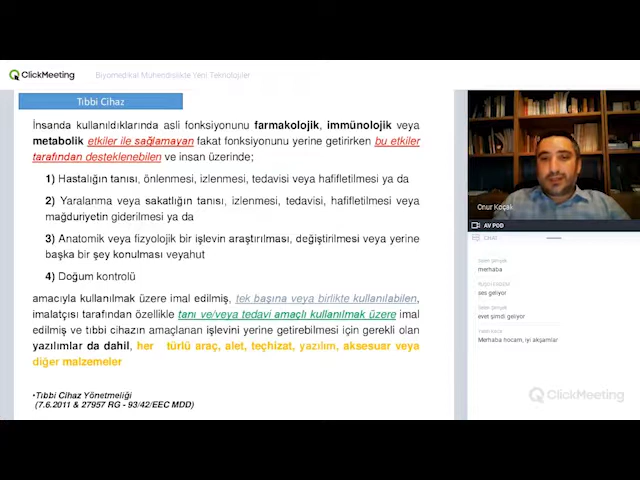 ClickMeeting
Biyomedikal Mühendislikte Yeni Teknolojiler
Tıbbi Cihaz
İnsanda kullanıldıklarında asli fonksiyonunu farmakolojik, immünolojik veya
metabolik etkiler ile sağlamayan fakat fonksiyonunu yerine getirirken bu etkiler
tarafından desteklenebilen ve insan üzerinde;
1) Hastalığın tanısı, önlenmesi, izlenmesi, tedavisi veya hafifletilmesi ya da
2) Yaralanma veya sakatlığın tanısı, izlenmesi, tedavisi, hafifletilmesi veya
mağduriyetin giderilmesi ya da
3) Anatomik veya fizyolojik bir işlevin araştırılması, değiştirilmesi veya yerine
başka bir şey konulması veyahut
4) Doğum kontrolü
amacıyla kullanılmak üzere imal edilmiş, tek başına veya birlikte kullanılabilen,
imalatçısı tarafından özellikle tanı ve/veya tedavi amaçlı kullanılmak üzere imal
edilmiş ve tıbbi cihazın amaçlanan işlevini yerine getirebilmesi için gerekli olan
yazılımlar da dahil, her türlü araç, alet, teçhizat, yazılım, aksesuar veya
diğer malzemeler
•Tıbbi Cihaz Yönetmeliği
(7.6.2011 & 27957 RG - 93/42/EEC MDD)
Onur Koçak
AV POD
CHAT
merhaba
ses geliyor
evet şimdi geliyor
Merhaba hocam, iyi akşamlar
ClickMeeting